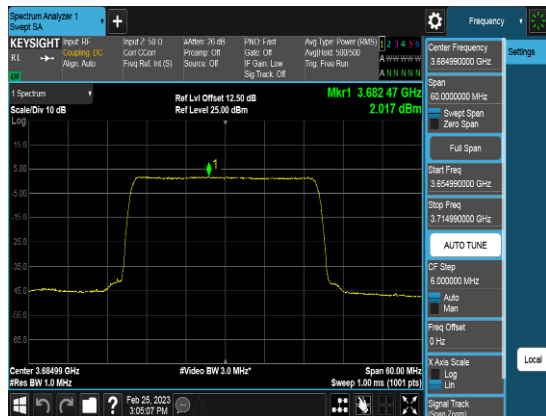 Spectrum Analyzer 1
Swept SA
Frequency
KEYSIGHT
Input: RF
Coupling: DC
Align: Auto
Input Z: 50 Ω
Corr CCorr
Freq Ref: Int (S)
#Atten: 26 dB
Preamp: Off
Source: Off
PNO: Fast
Gate: Off
IF Gain: Low
Sig Track: Off
Avg Type: Power (RMS)
Avg|Hold: 500/500
Trig: Free Run
1 2 3 4 5 6
A W W W W W
A N N N N N
RL
LV
1 Spectrum
Scale/Div 10 dB
Log
Ref Lvl Offset 12.50 dB
Ref Level 25.00 dBm
Mkr1 3.682 47 GHz
2.017 dBm
15.0
5.00
-5.00
-15.0
-25.0
-35.0
-45.0
-55.0
-65.0
1
Center 3.68499 GHz
#Res BW 1.0 MHz
#Video BW 3.0 MHz*
Span 60.00 MHz
Sweep 1.00 ms (1001 pts)
Feb 25, 2023
3:05:07 PM
Center Frequency
3.684990000 GHz
Span
60.0000000 MHz
Swept Span
Zero Span
Full Span
Start Freq
3.654990000 GHz
Stop Freq
3.714990000 GHz
AUTO TUNE
CF Step
6.000000 MHz
Auto
Man
Freq Offset
0 Hz
X Axis Scale
Log
Lin
Signal Track
(Span Zoom)
Settings
Local